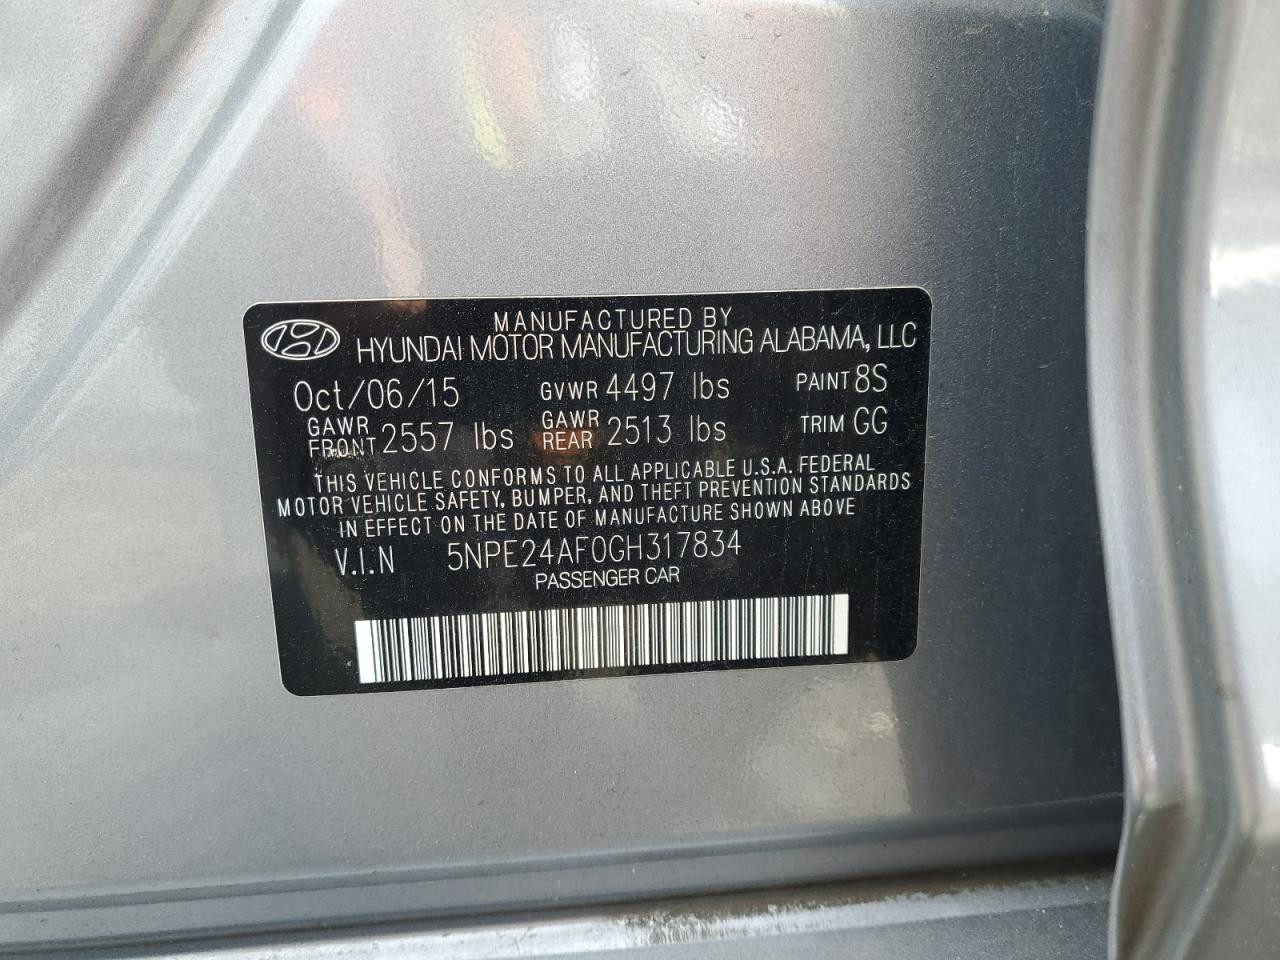 MANUFACTURED BY
HYUNDAI MOTOR MANUFACTURING ALABAMA, LLC
Oct/06/15 GVWR 4497 lbs PAINT 8S
GAWR FRONT 2557 lbs GAWR REAR 2513 lbs TRIM GG
THIS VEHICLE CONFORMS TO ALL APPLICABLE U.S.A. FEDERAL
MOTOR VEHICLE SAFETY, BUMPER, AND THEFT PREVENTION STANDARDS
IN EFFECT ON THE DATE OF MANUFACTURE SHOWN ABOVE
V.I.N 5NPE24AF0GH317834
PASSENGER CAR